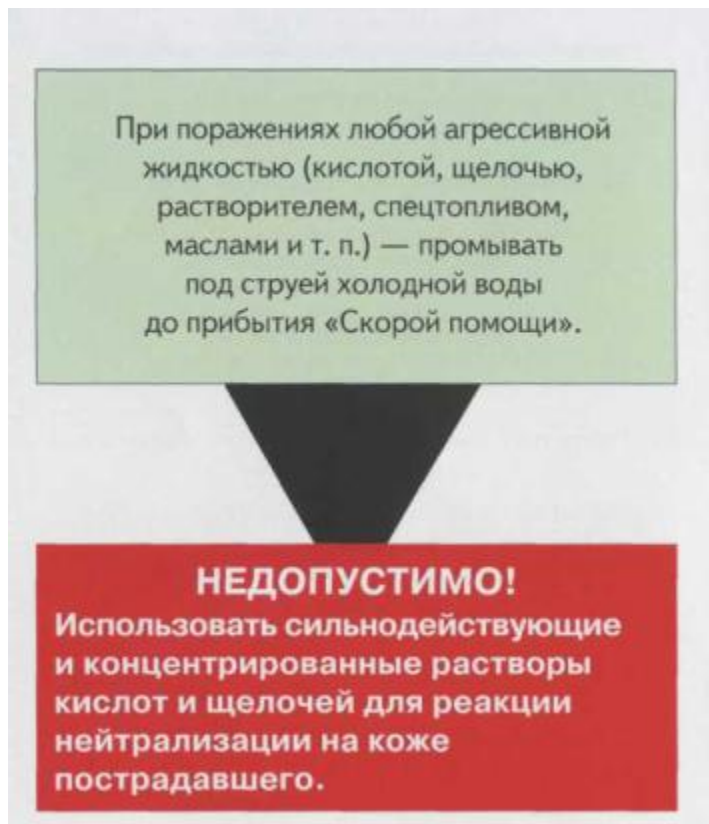 При поражениях любой агрессивной
жидкостью (кислотой, щелочью,
растворителем, спецтопливом,
маслами и т. п.) — промывать
под струей холодной воды
до прибытия «Скорой помощи».
НЕДОПУСТИМО!
Использовать сильнодействующие
и концентрированные растворы
кислот и щелочей для реакции
нейтрализации на коже
пострадавшего.